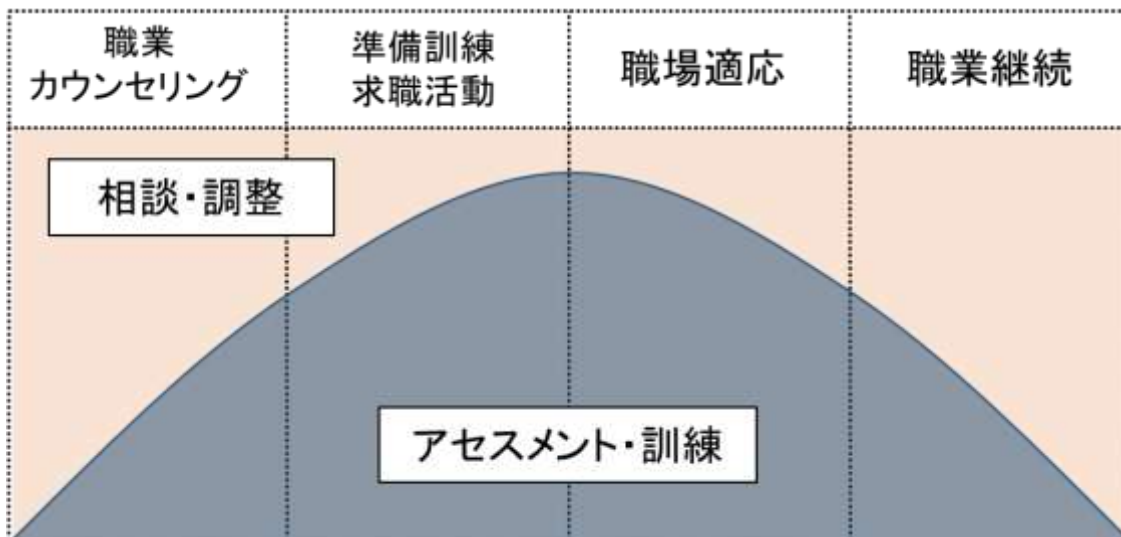 職業
カウンセリング
準備訓練
求職活動
職場適応
職業継続
相談・調整
アセスメント・訓練